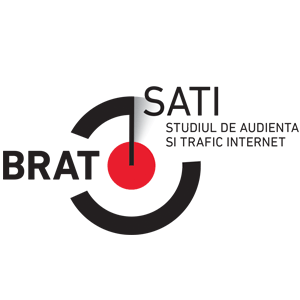 SATI
STUDIUL DE AUDIENTA
SI TRAFIC INTERNET
BRAT